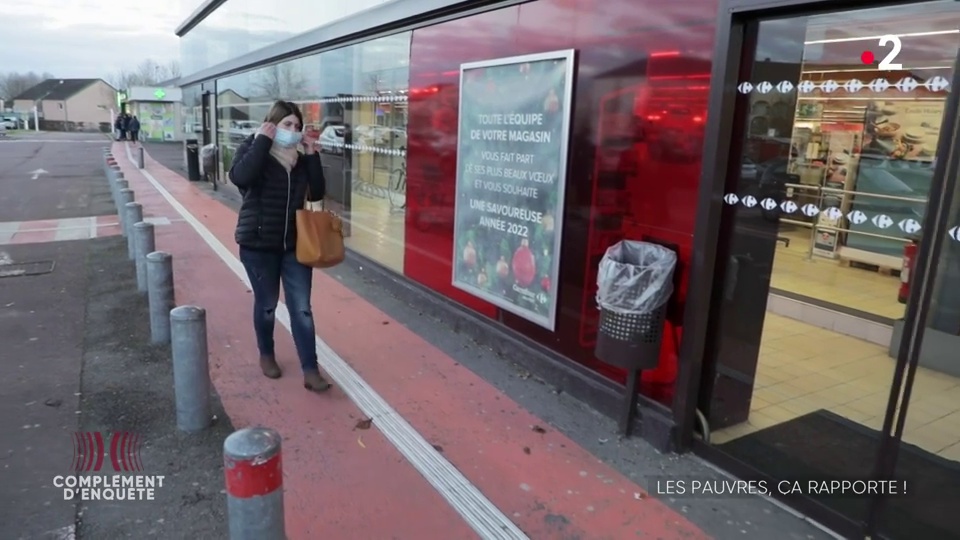 2
TOUTE L'ÉQUIPE
DE VOTRE MAGASIN
VOUS FAIT PART
DE SES PLUS BEAUX VŒUX
ET VOUS SOUHAITE
UNE SAVOUREUSE
ANNÉE 2022
COMPLÉMENT
D'ENQUÊTE
LES PAUVRES, ÇA RAPPORTE !